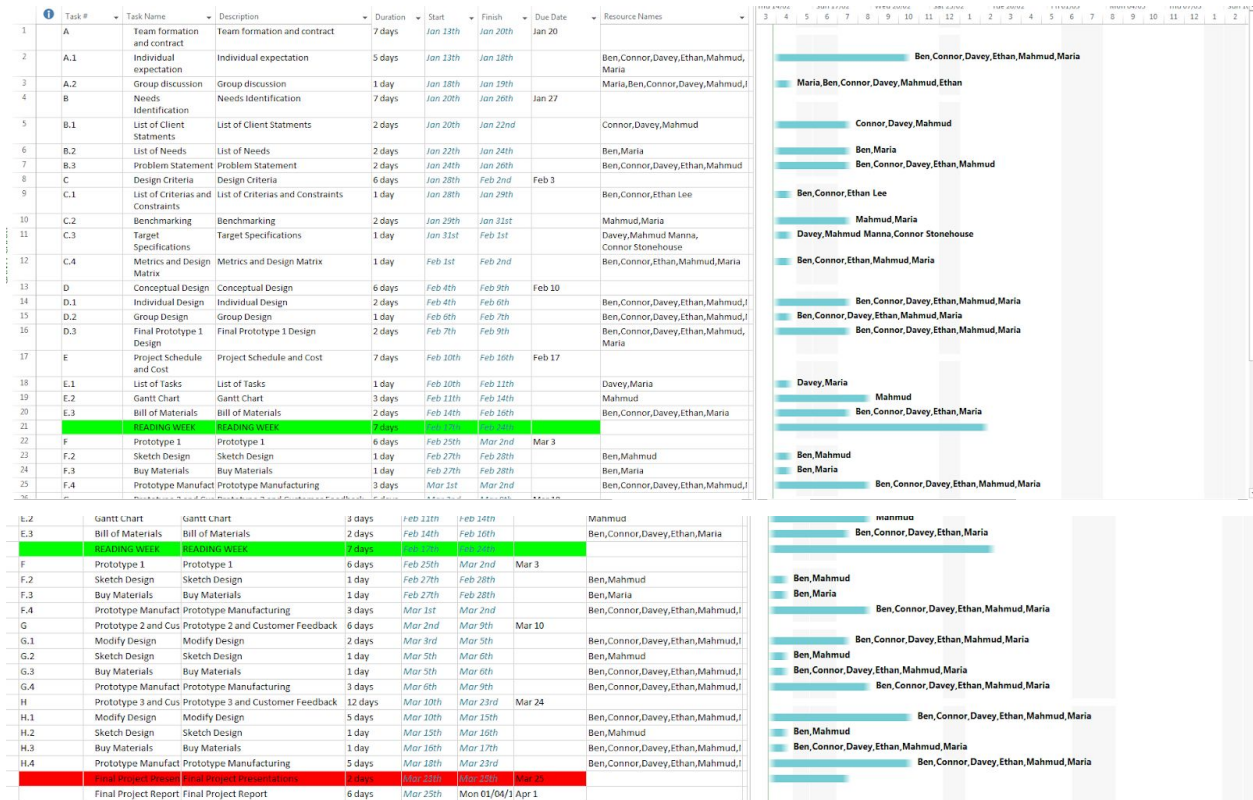 Task # Task Name Description Duration Start Finish Due Date Resource Names
3 4 5 6 7 8 9 10 11 12 1 2 3 4 5 6 7 8 9 10 11 12 1 2
1 A Team formation and contract Team formation and contract 7 days Jan 13th Jan 20th Jan 20
2 A.1 Individual expectation Individual expectation 5 days Jan 13th Jan 18th Ben,Connor,Davey,Ethan,Mahmud, Maria Ben,Connor,Davey,Ethan,Mahmud,Maria
3 A.2 Group discussion Group discussion 1 day Jan 18th Jan 19th Maria,Ben,Connor,Davey,Mahmud, Maria,Ben,Connor,Davey,Mahmud,Ethan
4 B Needs Identification Needs Identification 7 days Jan 20th Jan 26th Jan 27
5 B.1 List of Client Statments List of Client Statments 2 days Jan 20th Jan 22nd Connor,Davey,Mahmud Connor,Davey,Mahmud
6 B.2 List of Needs List of Needs 2 days Jan 22th Jan 24th Ben,Maria Ben,Maria
7 B.3 Problem Statement Problem Statement 2 days Jan 24th Jan 26th Ben,Connor,Davey,Ethan,Mahmud Ben,Connor,Davey,Ethan,Mahmud
8 C Design Criteria Design Criteria 6 days Jan 28th Feb 2nd Feb 3
9 C.1 List of Criterias and Constraints List of Criterias and Constraints 1 day Jan 28th Jan 29th Ben,Connor,Ethan Lee Ben,Connor,Ethan Lee
10 C.2 Benchmarking Benchmarking 2 days Jan 29th Jan 31st Mahmud,Maria Mahmud,Maria
11 C.3 Target Specifications Target Specifications 1 day Jan 31st Feb 1st Davey,Mahmud Manna, Connor Stonehouse Davey,Mahmud Manna,Connor Stonehouse
12 C.4 Metrics and Design Matrix Metrics and Design Matrix 1 day Feb 1st Feb 2nd Ben,Connor,Ethan,Mahmud,Maria Ben,Connor,Ethan,Mahmud,Maria
13 D Conceptual Design Conceptual Design 6 days Feb 4th Feb 9th Feb 10
14 D.1 Individual Design Individual Design 2 days Feb 4th Feb 6th Ben,Connor,Davey,Ethan,Mahmud, Ben,Connor,Davey,Ethan,Mahmud,Maria
15 D.2 Group Design Group Design 1 day Feb 6th Feb 7th Ben,Connor,Davey,Ethan,Mahmud, Ben,Connor,Davey,Ethan,Mahmud,Maria
16 D.3 Final Prototype 1 Design Final Prototype 1 Design 2 days Feb 7th Feb 9th Ben,Connor,Davey,Ethan,Mahmud, Maria Ben,Connor,Davey,Ethan,Mahmud,Maria
17 E Project Schedule and Cost Project Schedule and Cost 7 days Feb 10th Feb 16th Feb 17
18 E.1 List of Tasks List of Tasks 1 day Feb 10th Feb 11th Davey,Maria Davey,Maria
19 E.2 Gantt Chart Gantt Chart 3 days Feb 11th Feb 14th Mahmud Mahmud
20 E.3 Bill of Materials Bill of Materials 2 days Feb 14th Feb 16th Ben,Connor,Davey,Ethan,Maria Ben,Connor,Davey,Ethan,Maria
21 READING WEEK READING WEEK 7 days Feb 17th Feb 24th
22 F Prototype 1 Prototype 1 6 days Feb 25th Mar 2nd Mar 3
23 F.2 Sketch Design Sketch Design 1 day Feb 27th Feb 28th Ben,Mahmud Ben,Mahmud
24 F.3 Buy Materials Buy Materials 1 day Feb 27th Feb 28th Ben,Maria Ben,Maria
25 F.4 Prototype Manufact Prototype Manufacturing 3 days Mar 1st Mar 2nd Ben,Connor,Davey,Ethan,Mahmud, Ben,Connor,Davey,Ethan,Mahmud,Maria
E.2 Gantt Chart Gantt Chart 3 days Feb 11th Feb 14th Mahmud Mahmud
E.3 Bill of Materials Bill of Materials 2 days Feb 14th Feb 16th Ben,Connor,Davey,Ethan,Maria Ben,Connor,Davey,Ethan,Maria
READING WEEK READING WEEK 7 days Feb 17th Feb 24th
F Prototype 1 Prototype 1 6 days Feb 25th Mar 2nd Mar 3
F.2 Sketch Design Sketch Design 1 day Feb 27th Feb 28th Ben,Mahmud Ben,Mahmud
F.3 Buy Materials Buy Materials 1 day Feb 27th Feb 28th Ben,Maria Ben,Maria
F.4 Prototype Manufact Prototype Manufacturing 3 days Mar 1st Mar 2nd Ben,Connor,Davey,Ethan,Mahmud, Ben,Connor,Davey,Ethan,Mahmud,Maria
G Prototype 2 and Cus Prototype 2 and Customer Feedback 6 days Mar 2nd Mar 9th Mar 10
G.1 Modify Design Modify Design 2 days Mar 3rd Mar 5th Ben,Connor,Davey,Ethan,Mahmud, Ben,Connor,Davey,Ethan,Mahmud,Maria
G.2 Sketch Design Sketch Design 1 day Mar 5th Mar 6th Ben,Mahmud Ben,Mahmud
G.3 Buy Materials Buy Materials 1 day Mar 5th Mar 6th Ben,Connor,Davey,Ethan,Mahmud, Ben,Connor,Davey,Ethan,Mahmud,Maria
G.4 Prototype Manufact Prototype Manufacturing 3 days Mar 6th Mar 9th Ben,Connor,Davey,Ethan,Mahmud, Ben,Connor,Davey,Ethan,Mahmud,Maria
H Prototype 3 and Cus Prototype 3 and Customer Feedback 12 days Mar 10th Mar 23rd Mar 24
H.1 Modify Design Modify Design 5 days Mar 10th Mar 15th Ben,Connor,Davey,Ethan,Mahmud, Ben,Connor,Davey,Ethan,Mahmud,Maria
H.2 Sketch Design Sketch Design 1 day Mar 15th Mar 16th Ben,Mahmud Ben,Mahmud
H.3 Buy Materials Buy Materials 1 day Mar 16th Mar 17th Ben,Connor,Davey,Ethan,Mahmud, Ben,Connor,Davey,Ethan,Mahmud,Maria
H.4 Prototype Manufact Prototype Manufacturing 5 days Mar 18th Mar 23rd Ben,Connor,Davey,Ethan,Mahmud, Ben,Connor,Davey,Ethan,Mahmud,Maria
Final Project Presen Final Project Presentations 2 days Mar 25th Mar 25
Final Project Report Final Project Report 6 days Mar 25th Mon 01/04/1 Apr 1